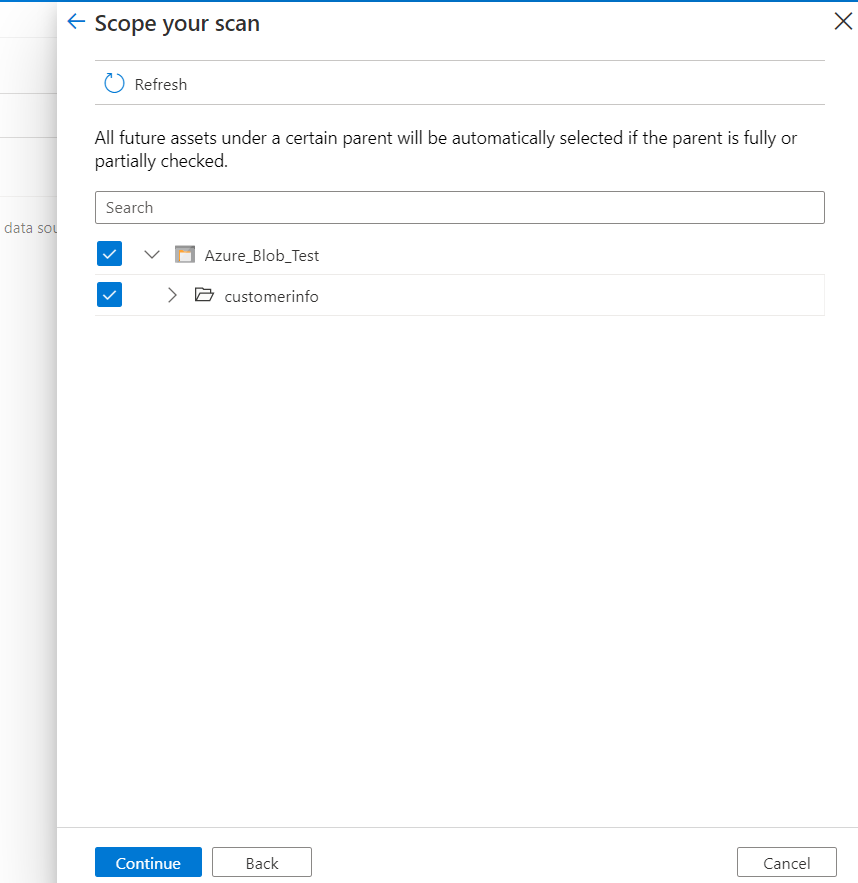 Scope your scan
Refresh
All future assets under a certain parent will be automatically selected if the parent is fully or
partially checked.
Search
data sou
Azure_Blob_Test
customerinfo
Continue
Back
Cancel